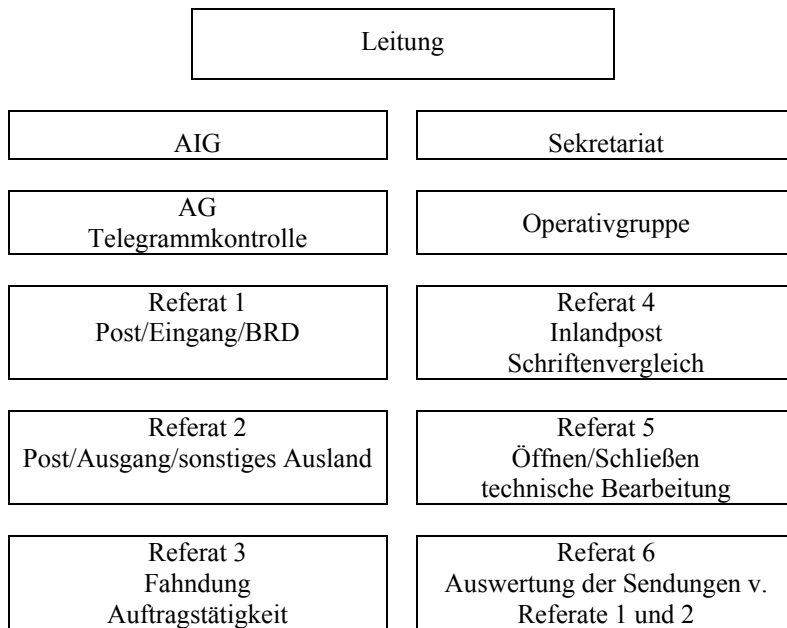 Leitung
AIG
Sekretariat
AG
Telegrammkontrolle
Operativgruppe
Referat 1
Post/Eingang/BRD
Referat 4
Inlandpost
Schriftenvergleich
Referat 2
Post/Ausgang/sonstiges Ausland
Referat 5
Öffnen/Schließen
technische Bearbeitung
Referat 3
Fahndung
Auftragstätigkeit
Referat 6
Auswertung der Sendungen v.
Referate 1 und 2